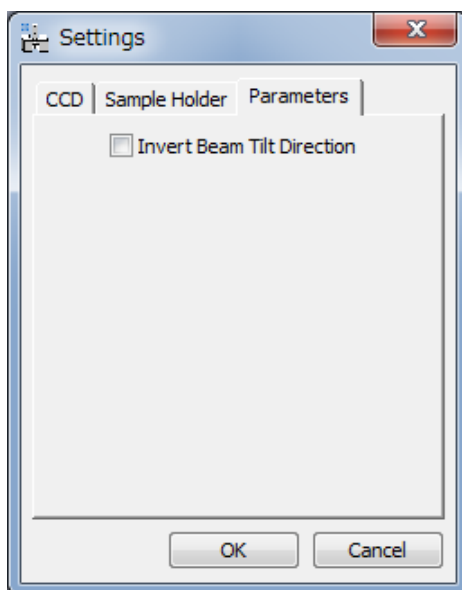 Settings
CCD Sample Holder Parameters
Invert Beam Tilt Direction
OK Cancel